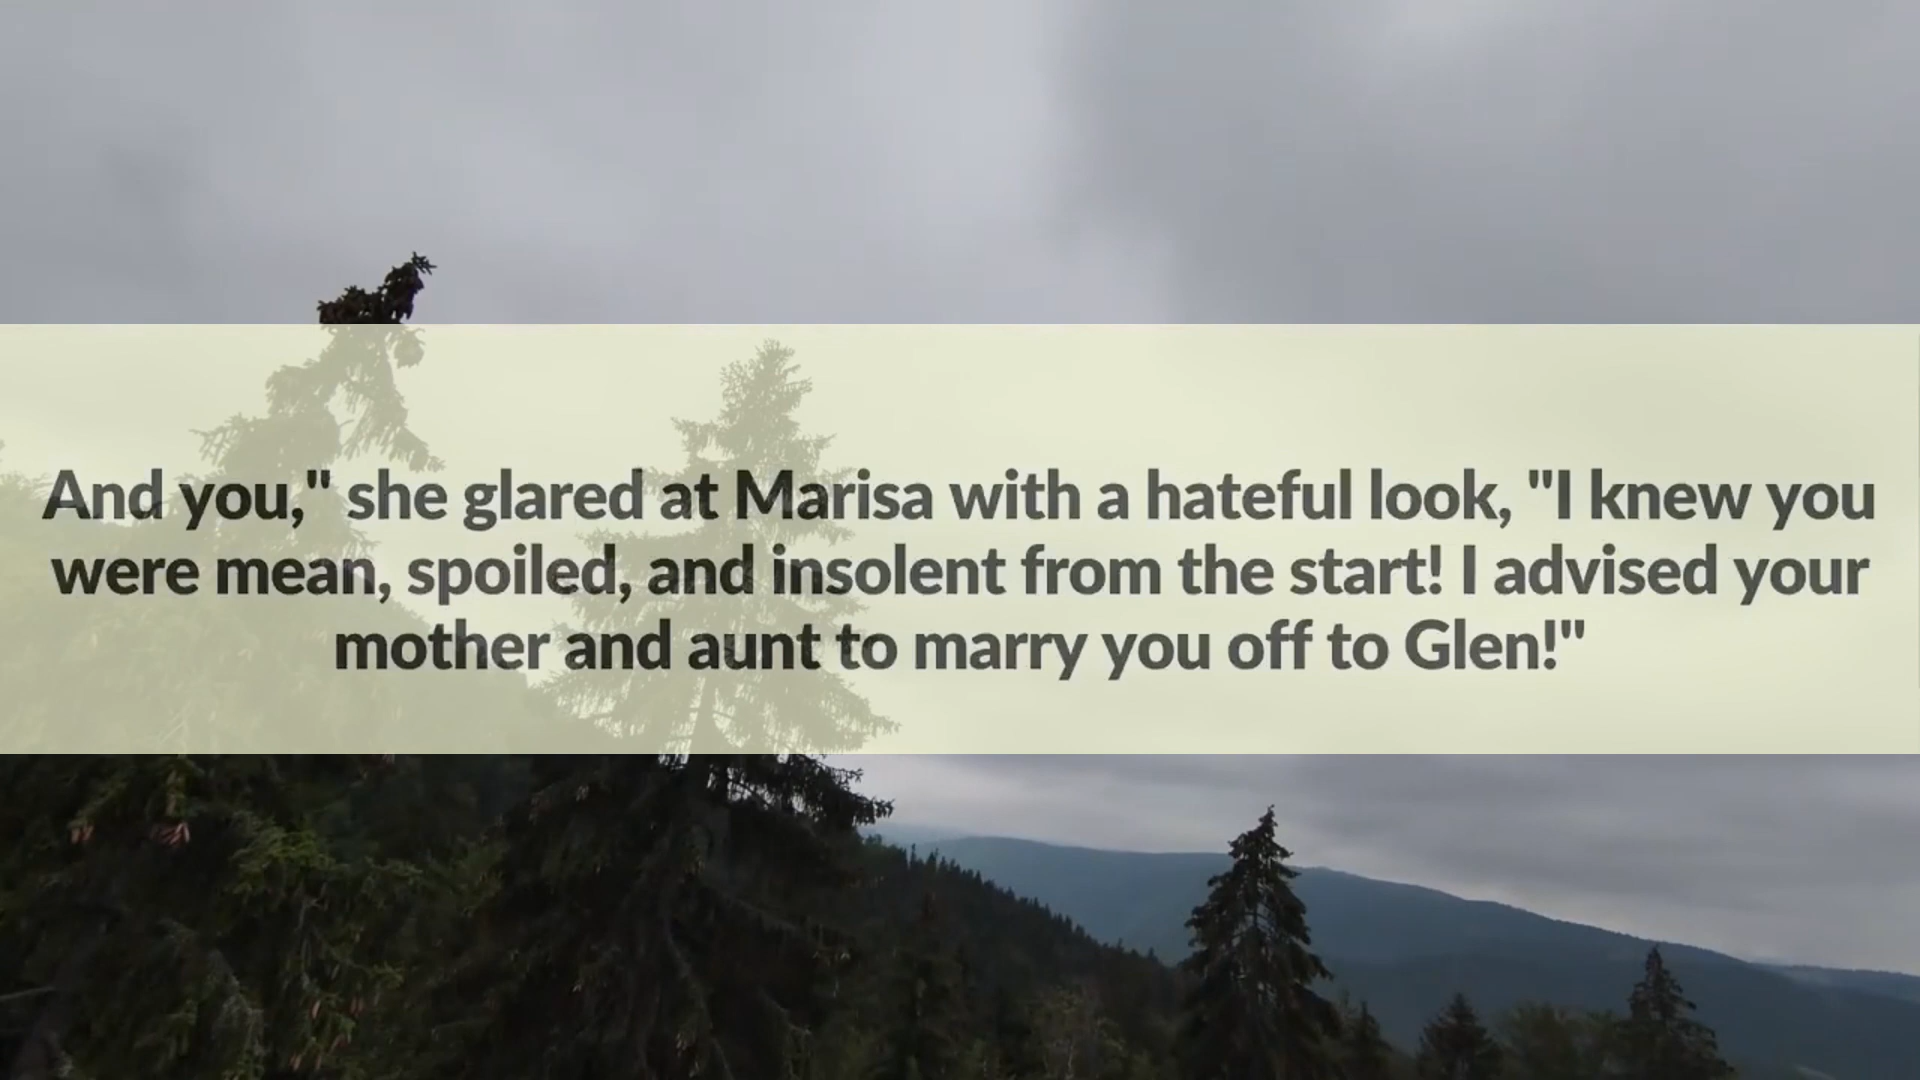 And you," she glared at Marisa with a hateful look, "I knew you
were mean, spoiled, and insolent from the start! I advised your
mother and aunt to marry you off to Glen!"